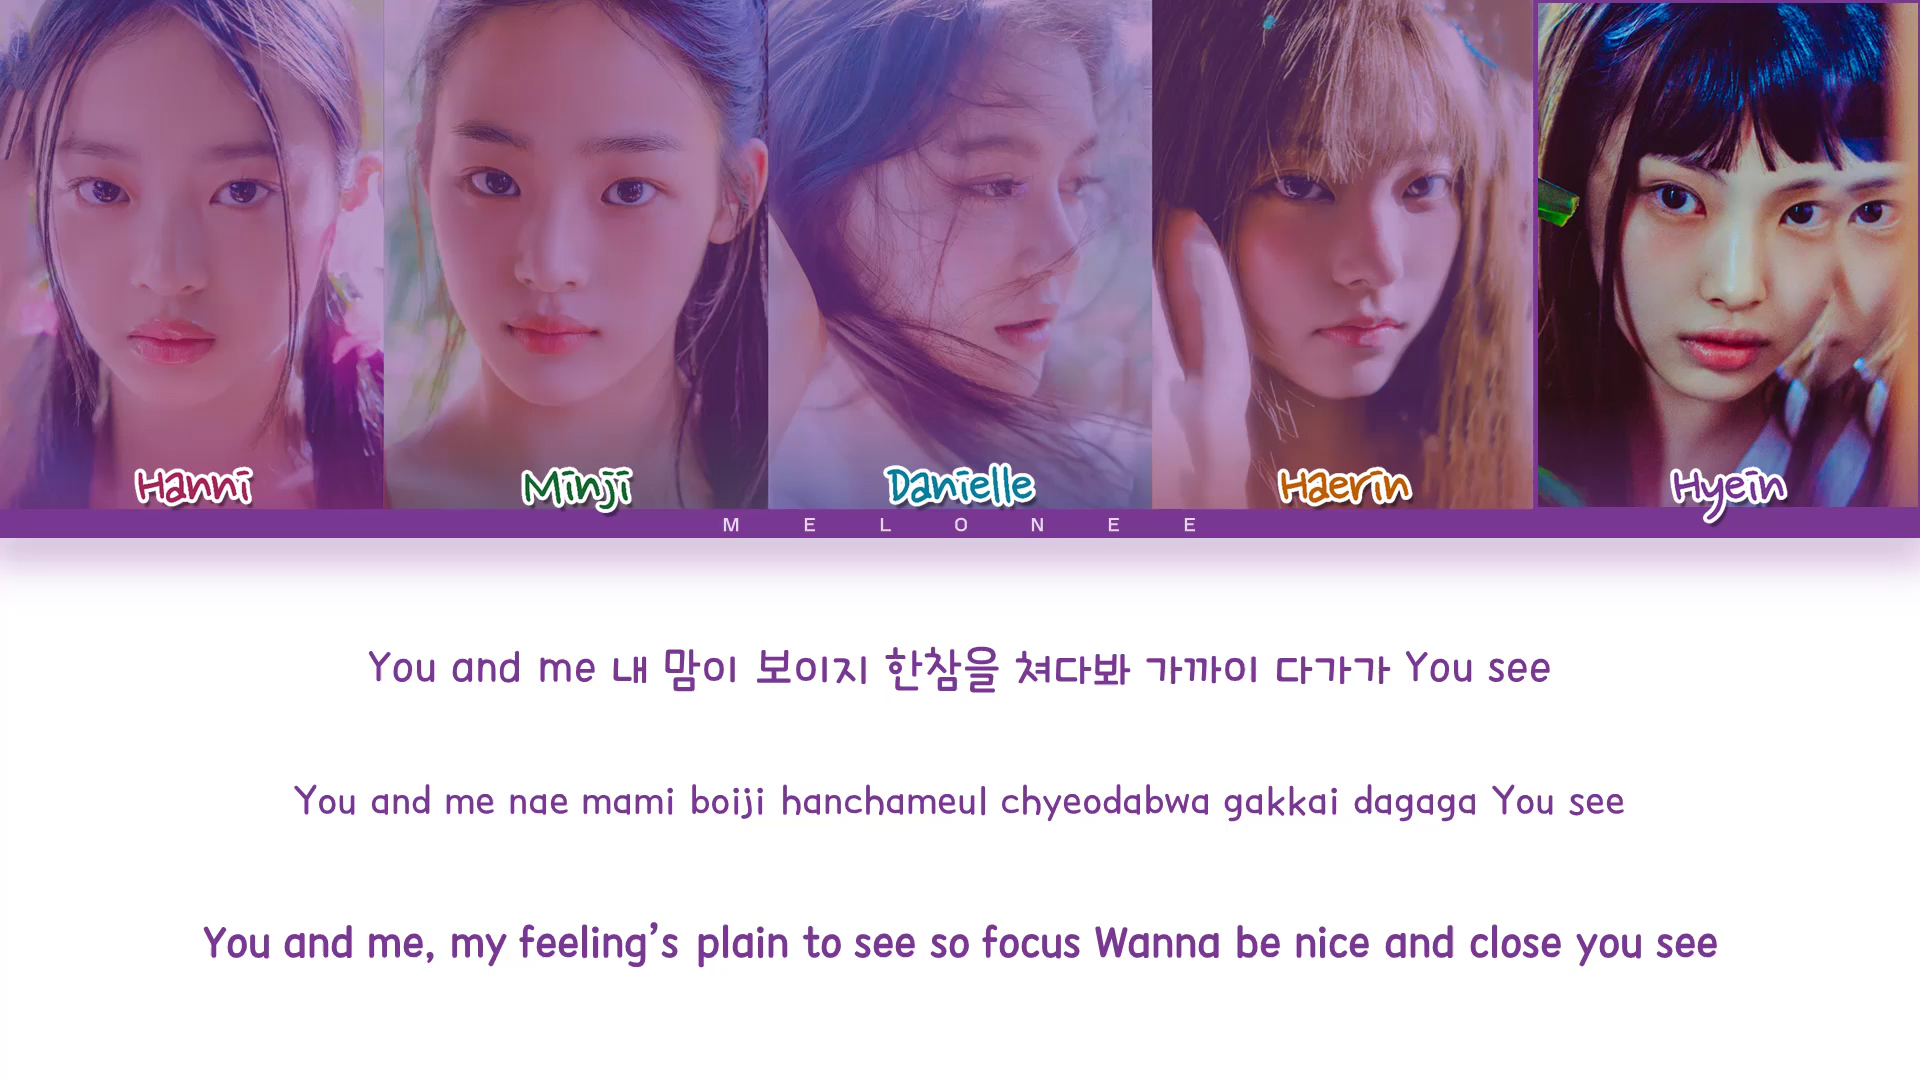 Hanni Minji Danielle Haerin Hyein
MELONEE
You and me 내 맘이 보이지 한참을 쳐다봐 가까이 다가가 You see
You and me nae mami boiji hanchameul chyeodabwa gakkai dagaga You see
You and me, my feeling’s plain to see so focus Wanna be nice and close you see